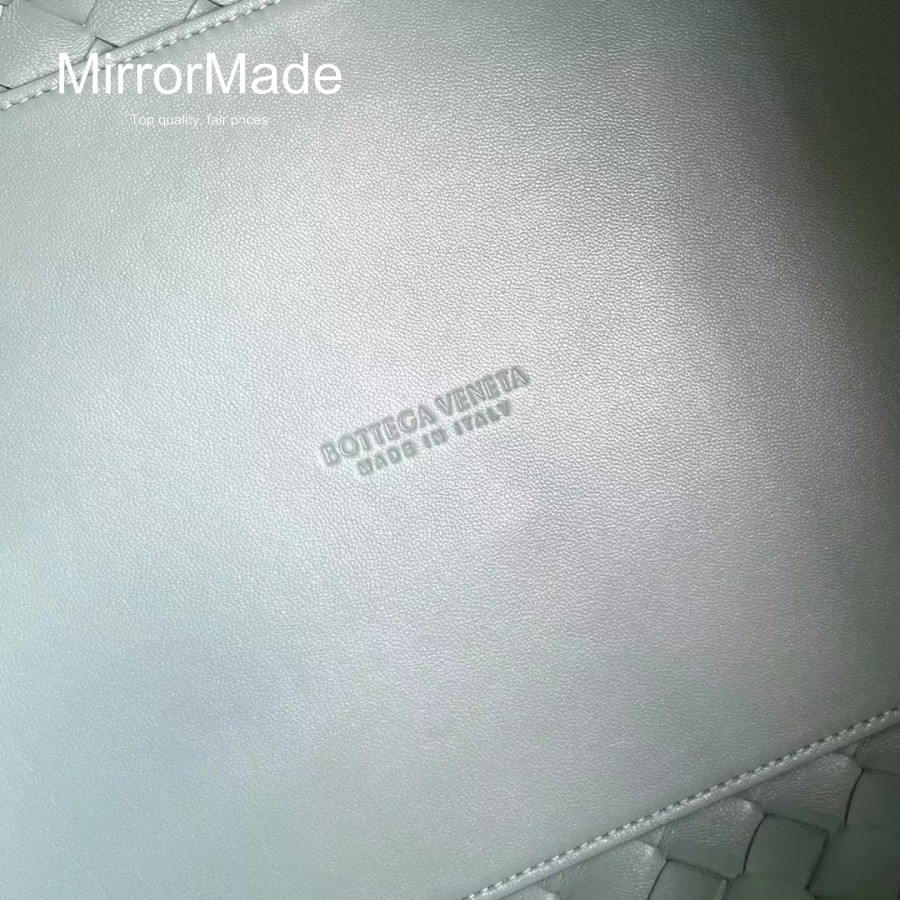 MirrorMade
Top quality, fair prices
BOTTEGA VENETA
MADE IN ITALY